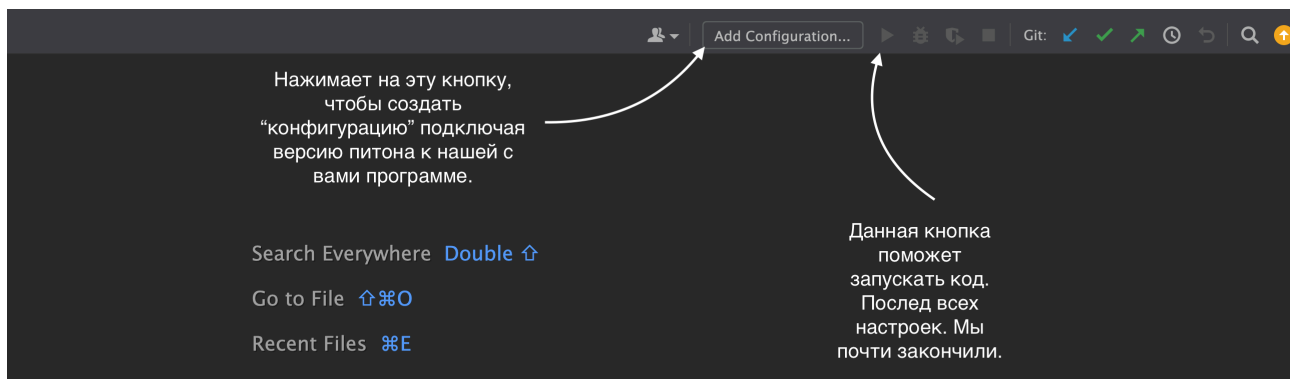 Add Configuration...
Git:
Нажимает на эту кнопку,
чтобы создать
“конфигурацию” подключая
версию питона к нашей с
вами программе.
Search Everywhere Double ⇧
Go to File ⇧⌘O
Recent Files ⌘E
Данная кнопка
поможет
запускать код.
Послед всех
настроек. Мы
почти закончили.